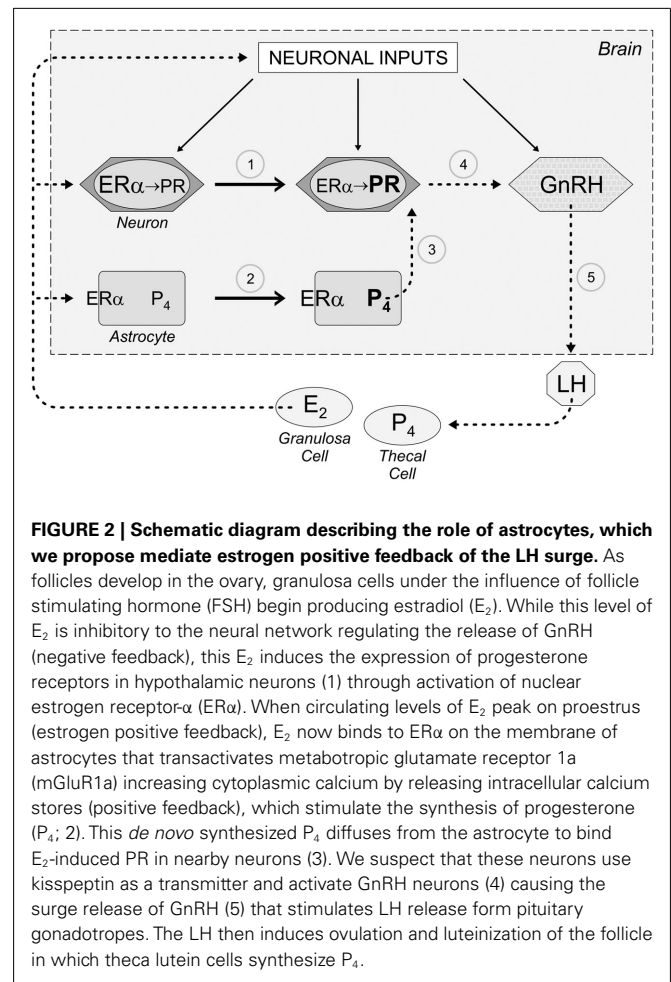 Brain
NEURONAL INPUTS
ERα→PR
1
ERα→PR
4
GnRH
Neuron
3
2
5
ERα P₄
ERα P₄
Astrocyte
LH
E₂
P₄
Granulosa
Cell
Thecal
Cell
FIGURE 2 | Schematic diagram describing the role of astrocytes, which
we propose mediate estrogen positive feedback of the LH surge. As
follicles develop in the ovary, granulosa cells under the influence of follicle
stimulating hormone (FSH) begin producing estradiol (E₂). While this level of
E₂ is inhibitory to the neural network regulating the release of GnRH
(negative feedback), this E₂ induces the expression of progesterone
receptors in hypothalamic neurons (1) through activation of nuclear
estrogen receptor-α (ERα). When circulating levels of E₂ peak on proestrus
(estrogen positive feedback), E₂ now binds to ERα on the membrane of
astrocytes that transactivates metabotropic glutamate receptor 1a
(mGluR1a) increasing cytoplasmic calcium by releasing intracellular calcium
stores (positive feedback), which stimulate the synthesis of progesterone
(P₄; 2). This de novo synthesized P₄ diffuses from the astrocyte to bind
E₂-induced PR in nearby neurons (3). We suspect that these neurons use
kisspeptin as a transmitter and activate GnRH neurons (4) causing the
surge release of GnRH (5) that stimulates LH release form pituitary
gonadotropes. The LH then induces ovulation and luteinization of the follicle
in which theca lutein cells synthesize P₄.